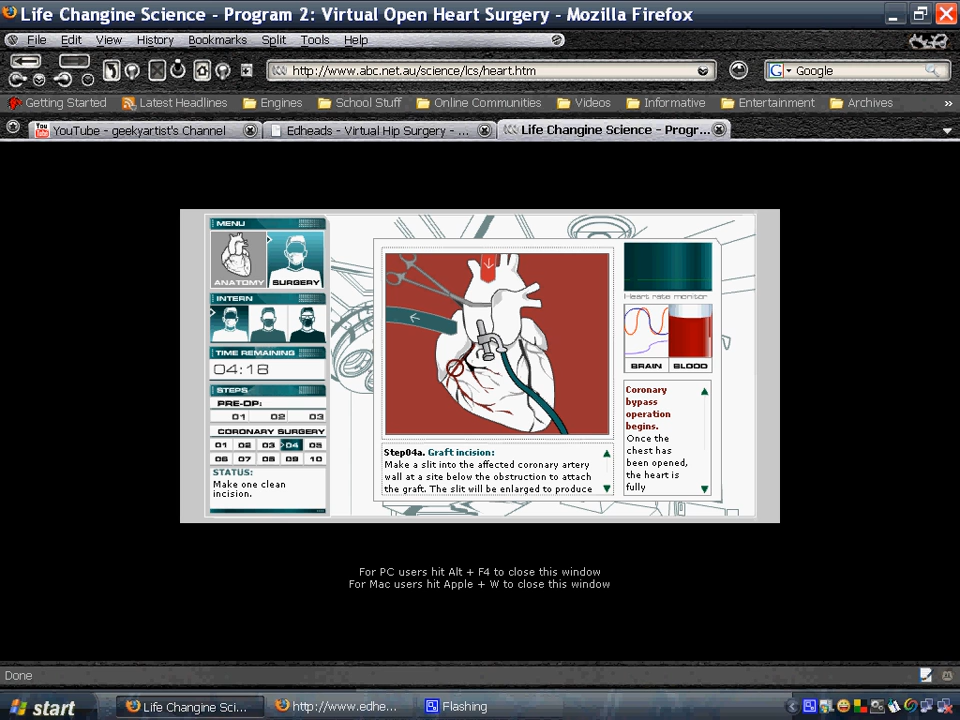 Life Changine Science - Program 2: Virtual Open Heart Surgery - Mozilla Firefox
File Edit View History Bookmarks Split Tools Help
http://www.abc.net.au/science/lcs/heart.htm
G Google
Getting Started Latest Headlines Engines School Stuff Online Communities Videos Informative Entertainment Archives »
YouTube - geekyartist's Channel Edheads - Virtual Hip Surgery - ... Life Changine Science - Progr...
MENU
ANATOMY SURGERY
INTERN
TIME REMAINING
04:18
STEPS
PRE-OP:
01 02 03
CORONARY SURGERY
01 02 03 04 05
06 07 08 09 10
STATUS:
Make one clean
incision.
Step04a. Graft incision:
Make a slit into the affected coronary artery
wall at a site below the obstruction to attach
the graft. The slit will be enlarged to produce
Heart rate monitor
BRAIN BLOOD
Coronary
bypass
operation
begins.
Once the
chest has
been opened,
the heart is
fully
For PC users hit Alt + F4 to close this window
For Mac users hit Apple + W to close this window
Done
start Life Changine Sci... http://www.edhe... Flashing